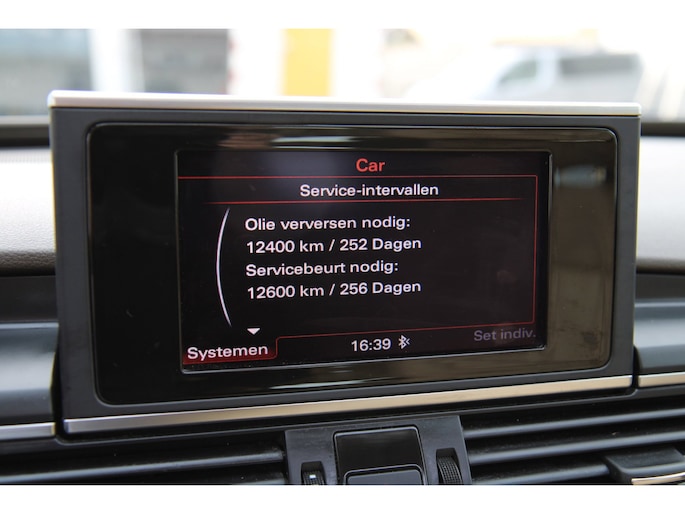 Car
Service-intervallen
Olie verversen nodig:
12400 km / 252 Dagen
Servicebeurt nodig:
12600 km / 256 Dagen
Systemen
16:39
Set indiv.